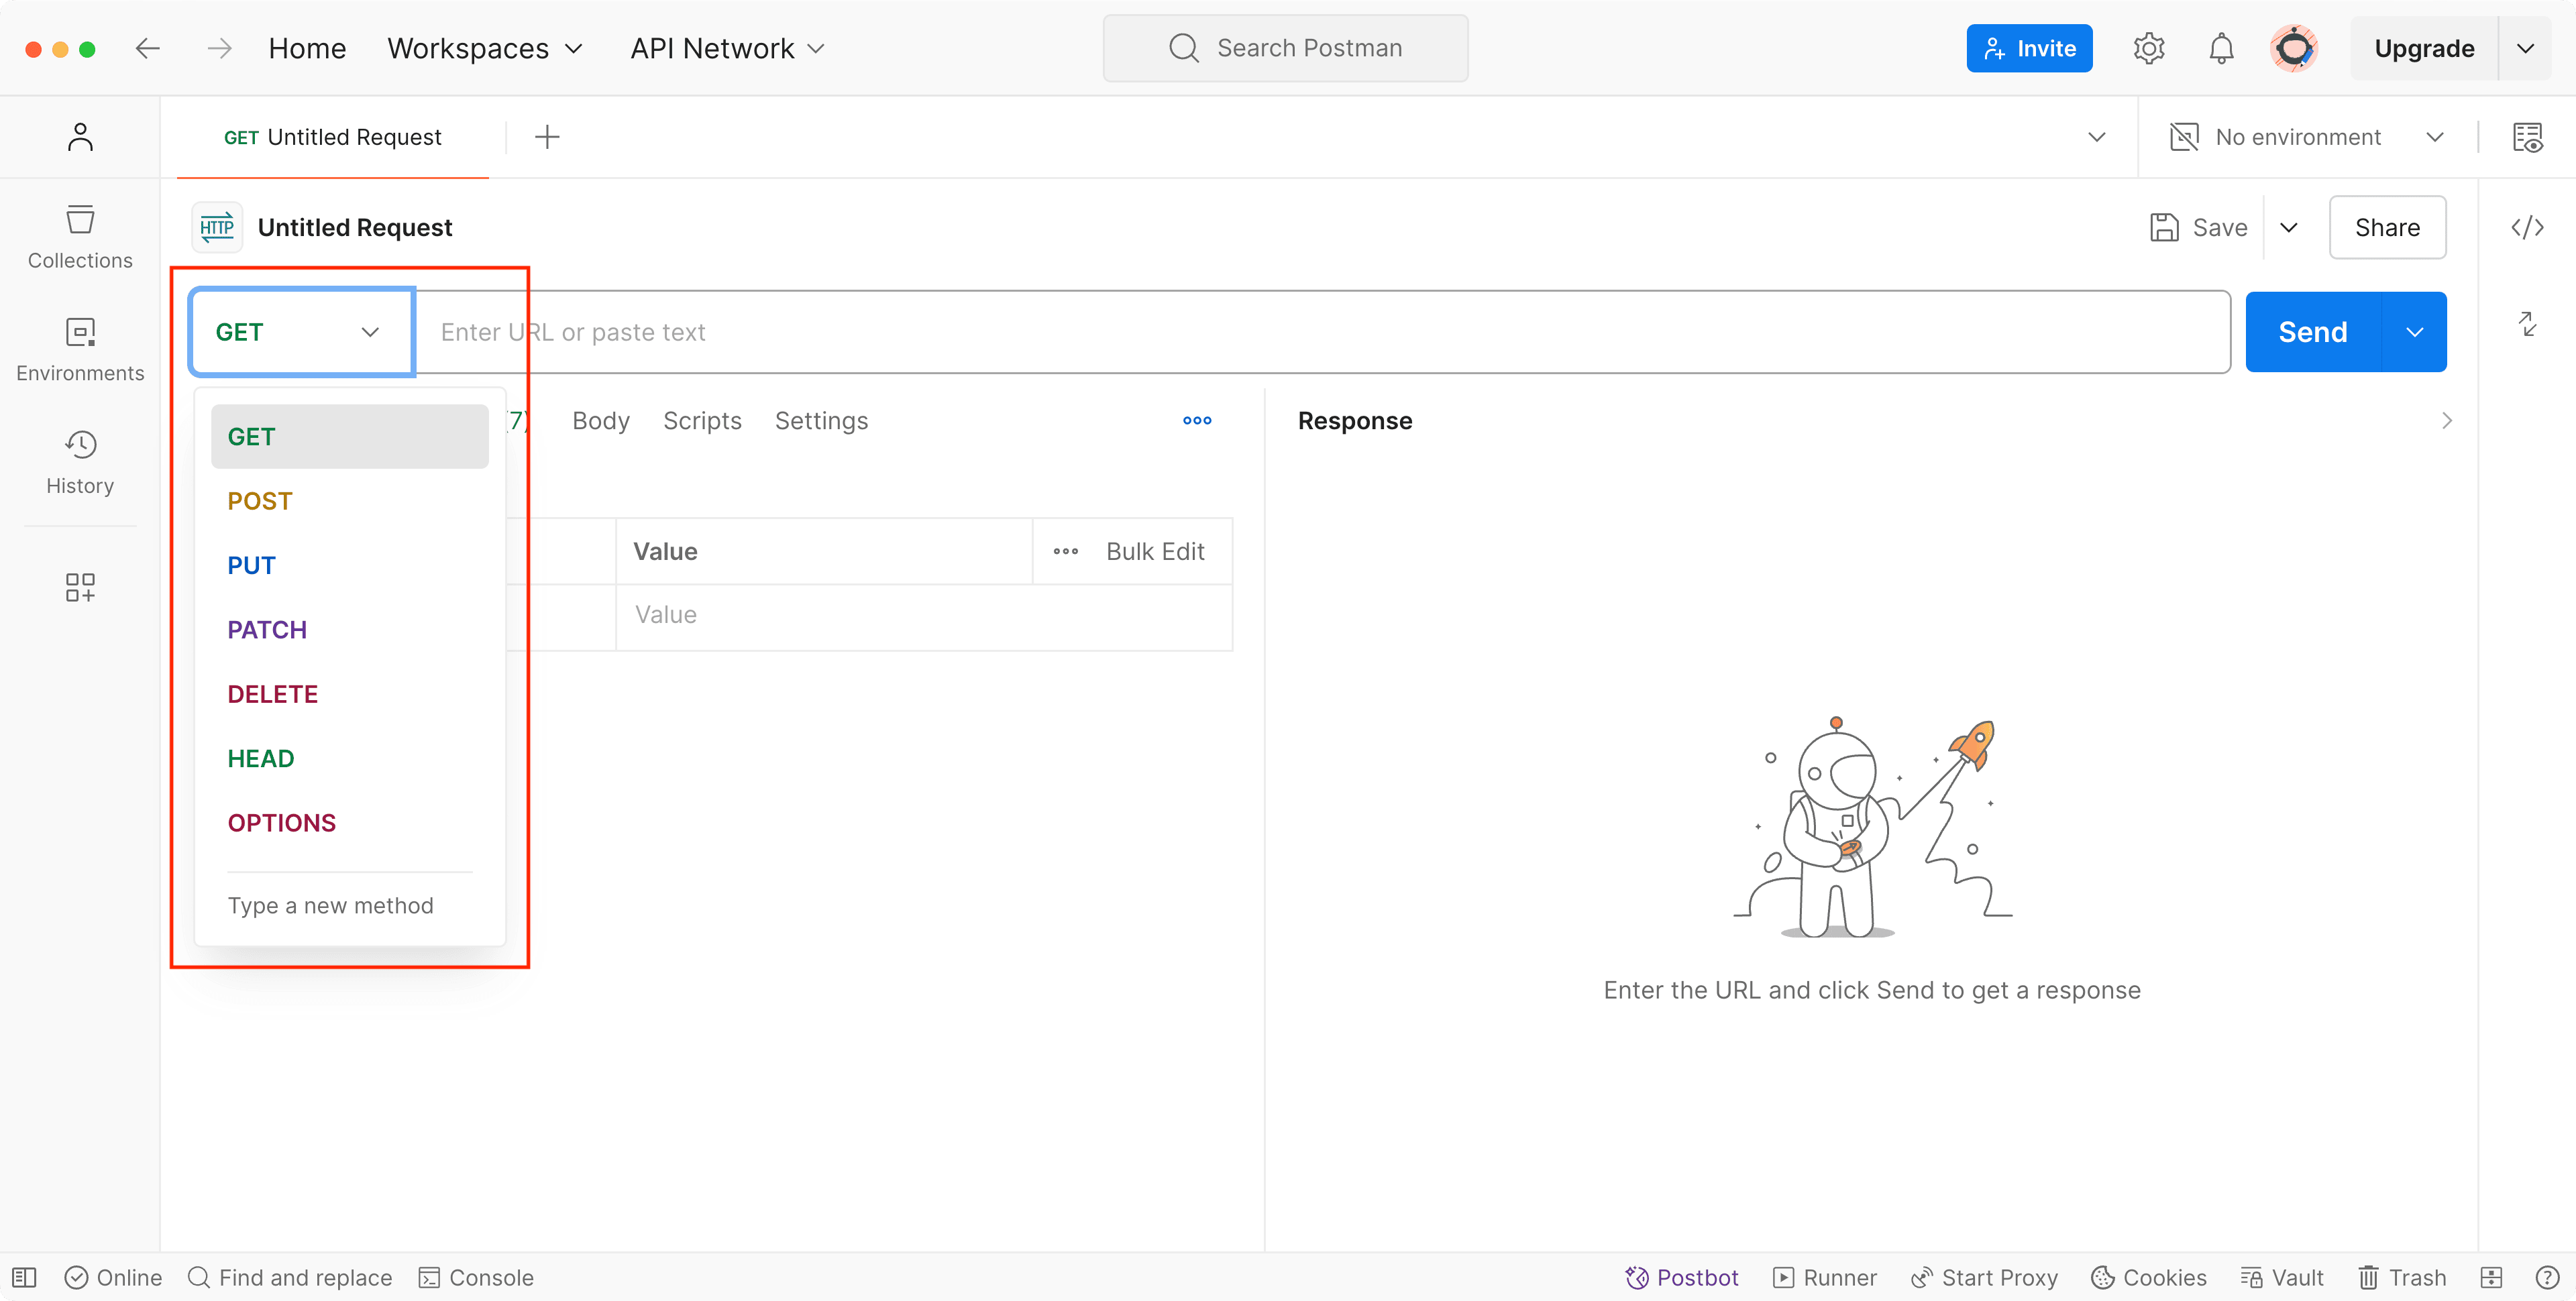 Home Workspaces API Network Search Postman Invite Upgrade
GET Untitled Request No environment
HTTP Untitled Request Save Share
Collections
GET Enter URL or paste text Send
Environments
GET (7) Body Scripts Settings Response
History
POST
Value Bulk Edit
PUT
Value
PATCH
DELETE
HEAD
OPTIONS
Type a new method
Enter the URL and click Send to get a response
Online Find and replace Console Postbot Runner Start Proxy Cookies Vault Trash